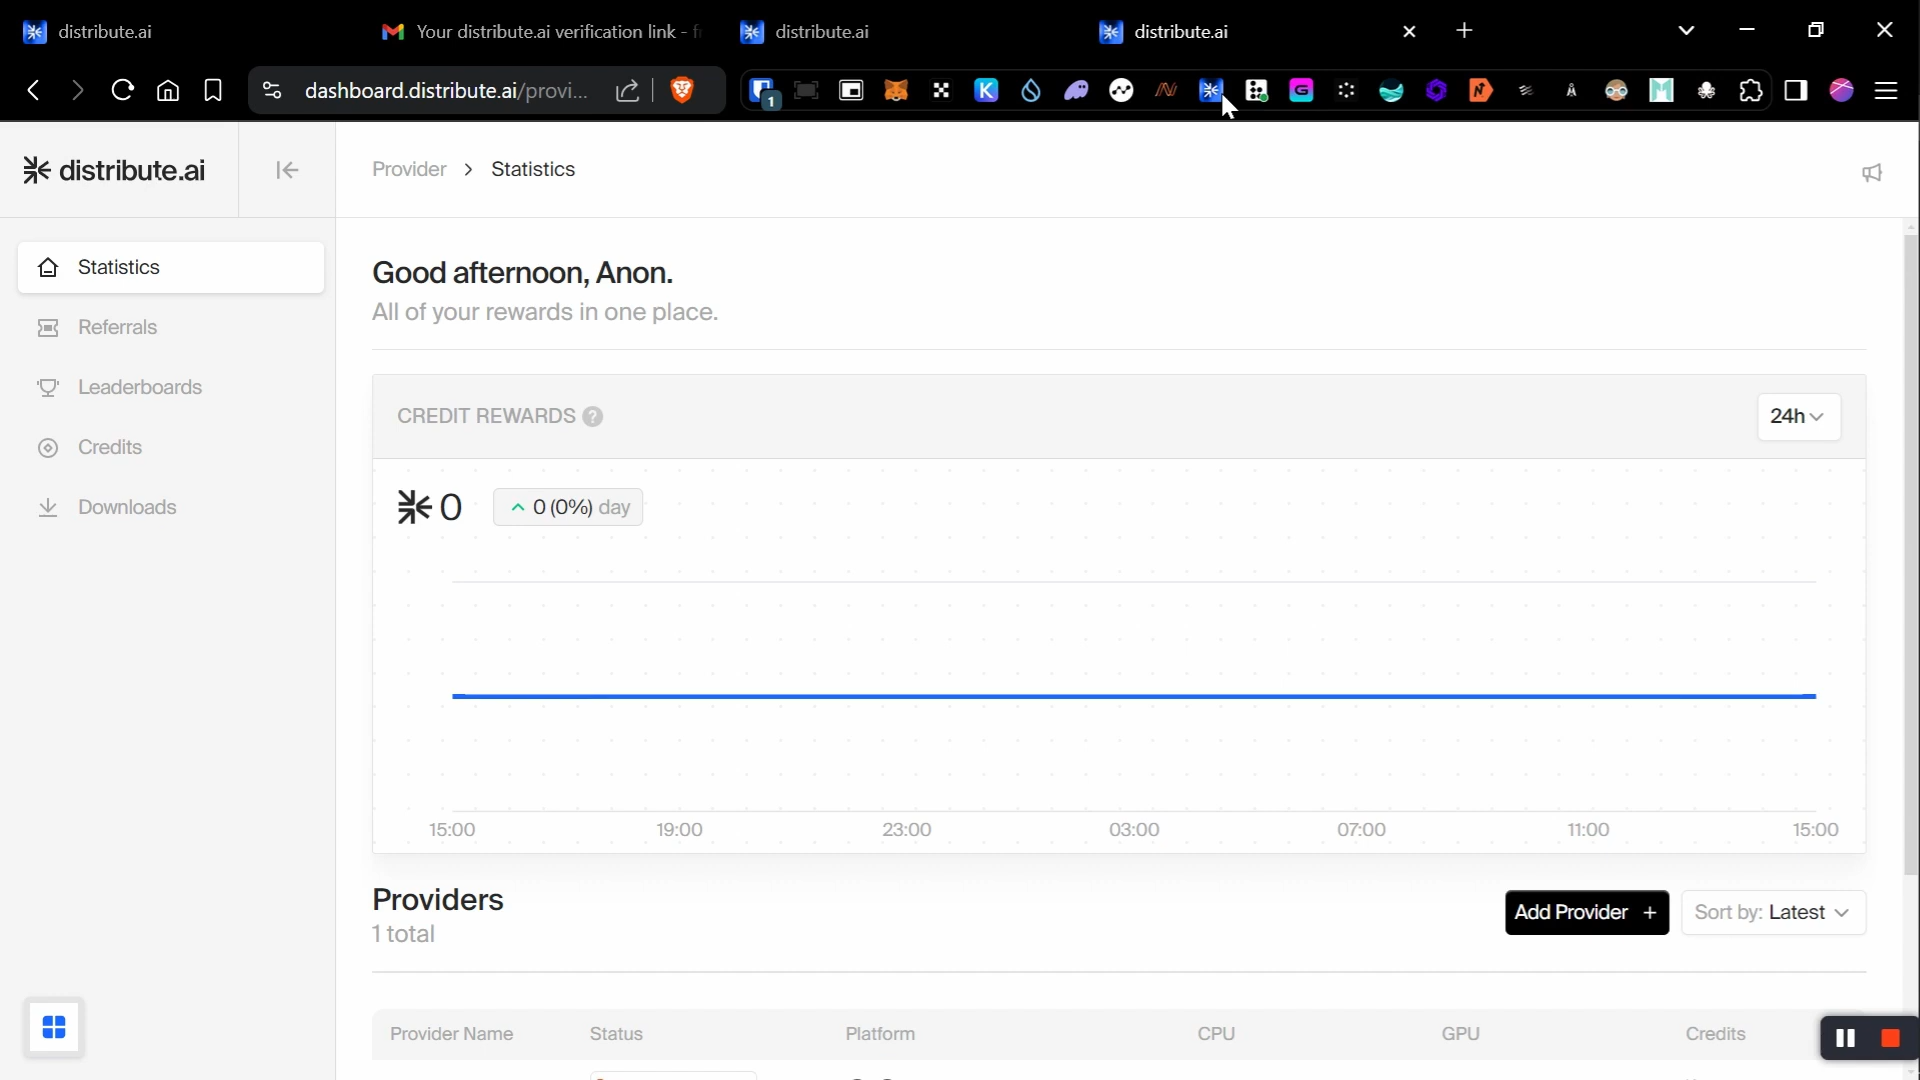 distribute.ai
Your distribute.ai verification link - fr
distribute.ai
distribute.ai
dashboard.distribute.ai/provi...
1
distribute.ai
Provider > Statistics
Statistics
Referrals
Leaderboards
Credits
Downloads
Good afternoon, Anon.
All of your rewards in one place.
CREDIT REWARDS ?
24h
0
0 (0%) day
15:00 19:00 23:00 03:00 07:00 11:00 15:00
Providers
1 total
Add Provider +
Sort by: Latest
Provider Name Status Platform CPU GPU Credits